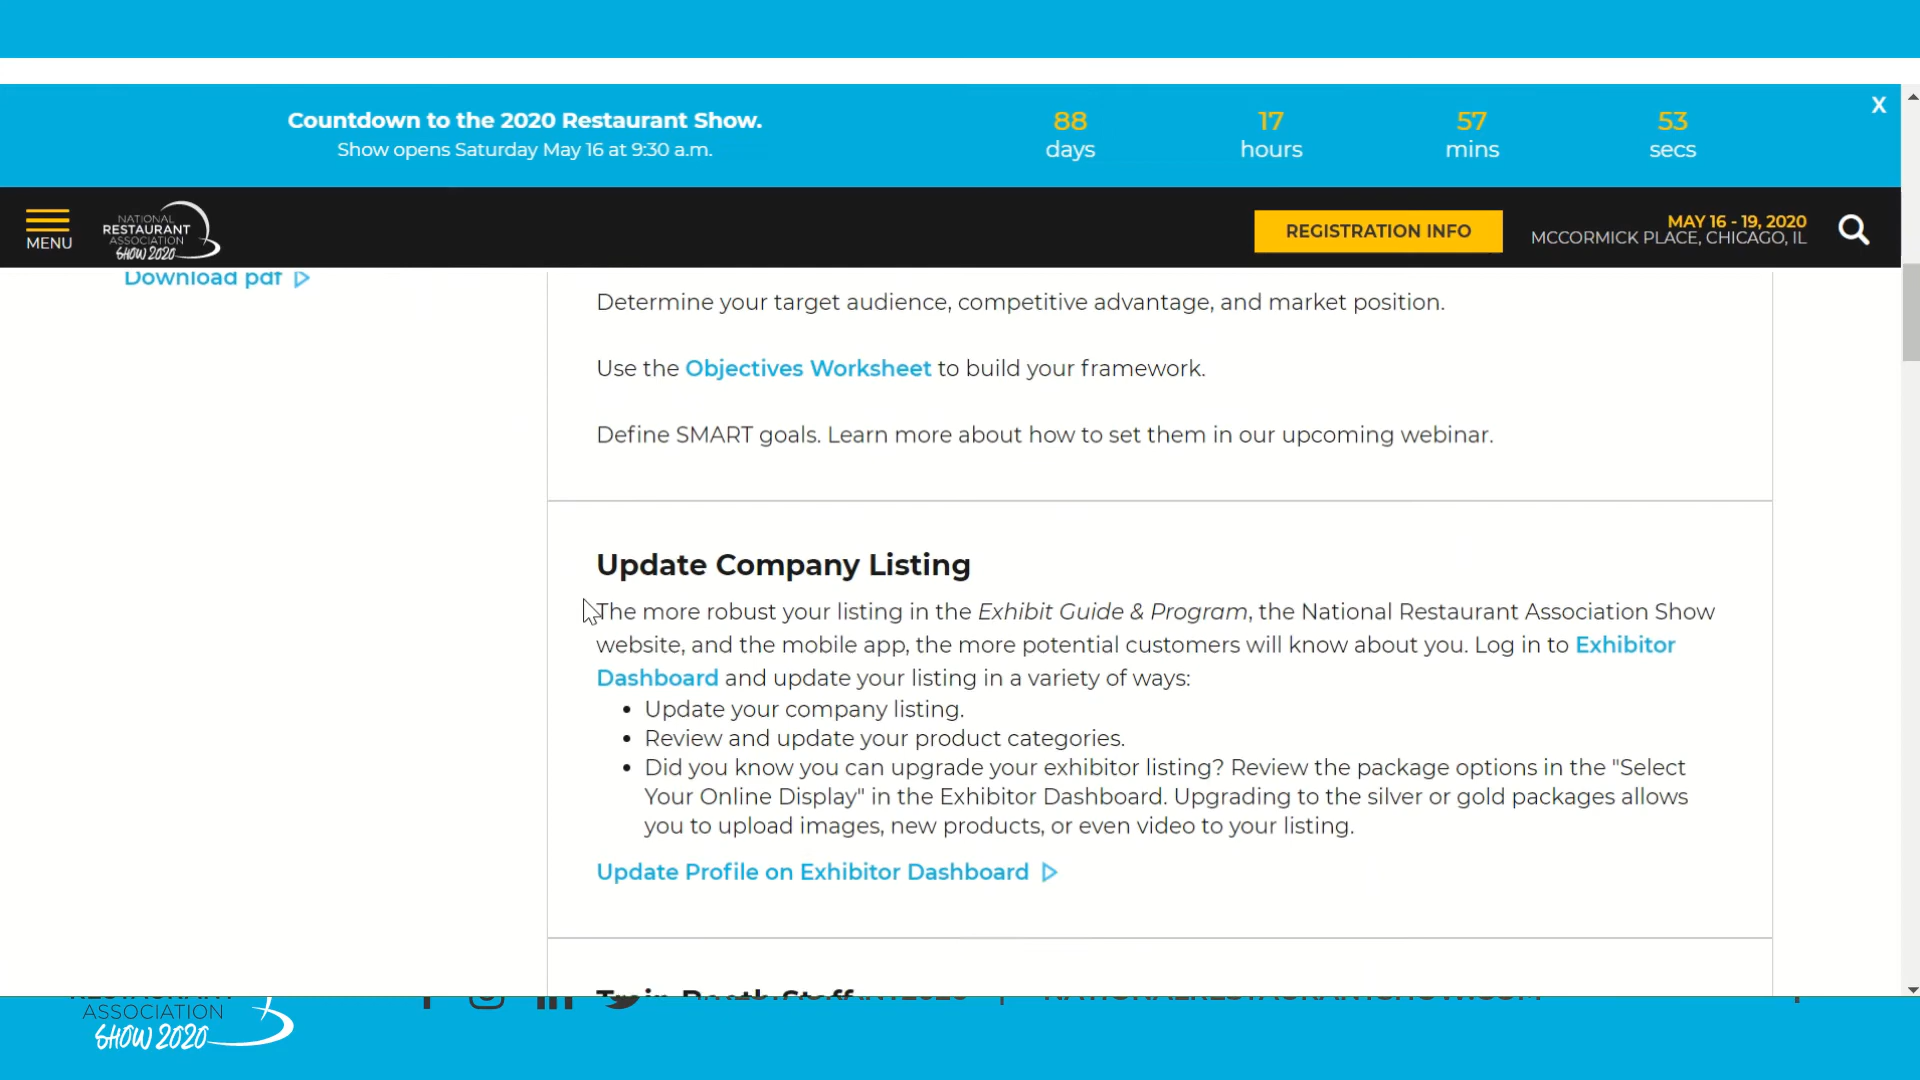 Countdown to the 2020 Restaurant Show.
Show opens Saturday May 16 at 9:30 a.m.
88 days
17 hours
57 mins
53 secs
X
MENU
NATIONAL
RESTAURANT
ASSOCIATION
SHOW 2020
REGISTRATION INFO
MAY 16 - 19, 2020
MCCORMICK PLACE, CHICAGO, IL
Download pdf
Determine your target audience, competitive advantage, and market position.
Use the Objectives Worksheet to build your framework.
Define SMART goals. Learn more about how to set them in our upcoming webinar.
Update Company Listing
The more robust your listing in the Exhibit Guide & Program, the National Restaurant Association Show
website, and the mobile app, the more potential customers will know about you. Log in to Exhibitor
Dashboard and update your listing in a variety of ways:
• Update your company listing.
• Review and update your product categories.
• Did you know you can upgrade your exhibitor listing? Review the package options in the "Select
Your Online Display" in the Exhibitor Dashboard. Upgrading to the silver or gold packages allows
you to upload images, new products, or even video to your listing.
Update Profile on Exhibitor Dashboard
Train Booth Staff
RESTAURANT
ASSOCIATION
SHOW 2020
NATIONALRESTAURANTSHOW.COM